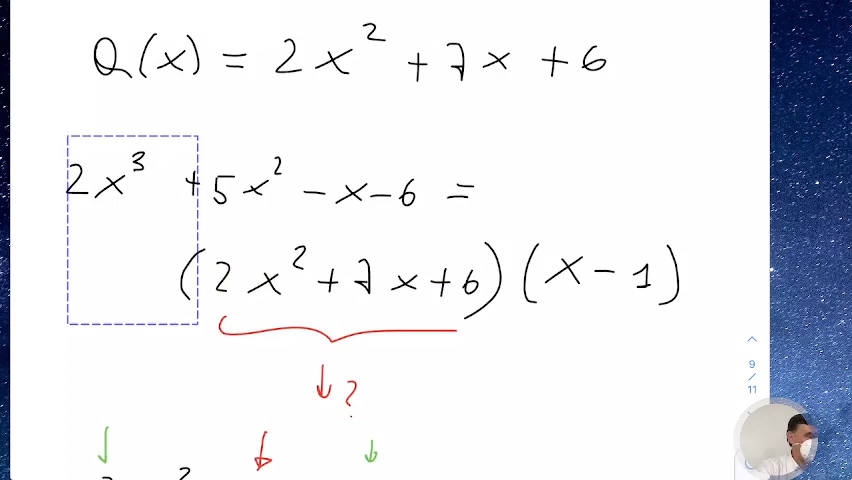 Q(x) = 2x² + 7x + 6
2x³ + 5x² - x - 6 =
(2x² + 7x + 6)(x - 1)
↓?
↓ ↓ ↓
9
/
11